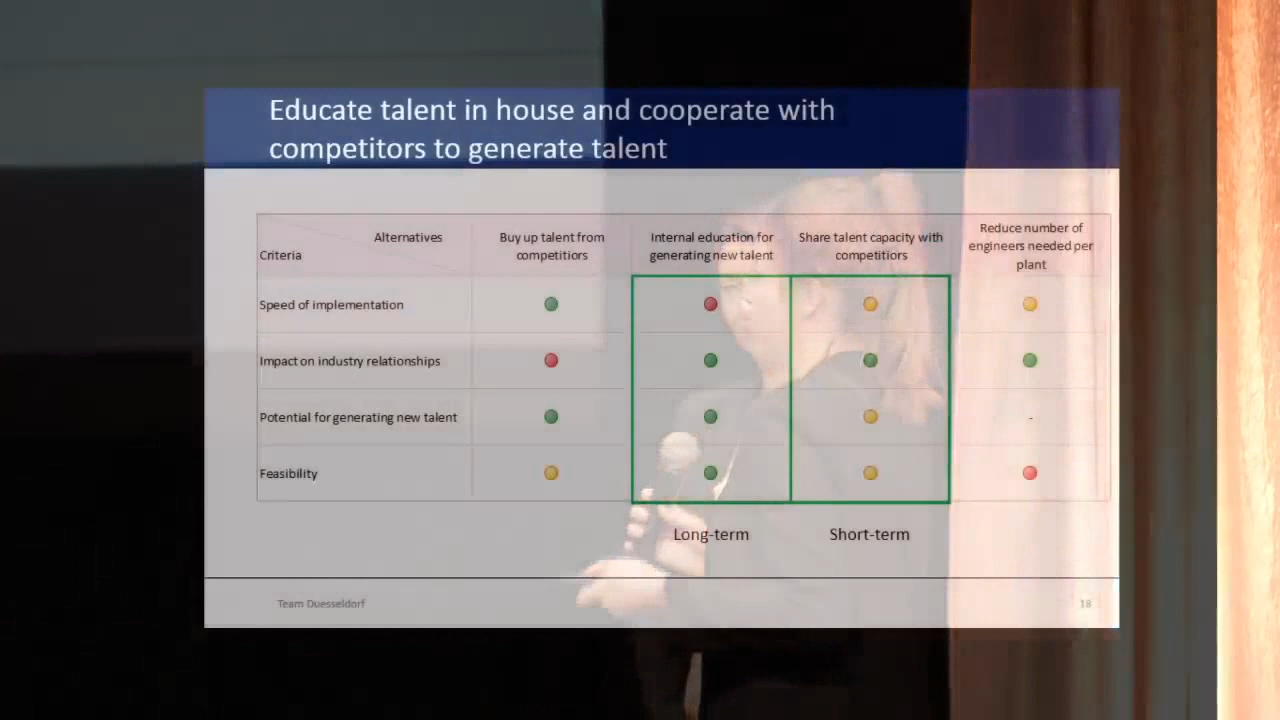 Educate talent in house and cooperate with
competitors to generate talent
Alternatives
Criteria
Buy up talent from
competitiors
Internal education for
generating new talent
Share talent capacity with
competitiors
Reduce number of
engineers needed per
plant
Speed of implementation
Impact on industry relationships
Potential for generating new talent
-
Feasibility
Long-term
Short-term
Team Duesseldorf
18